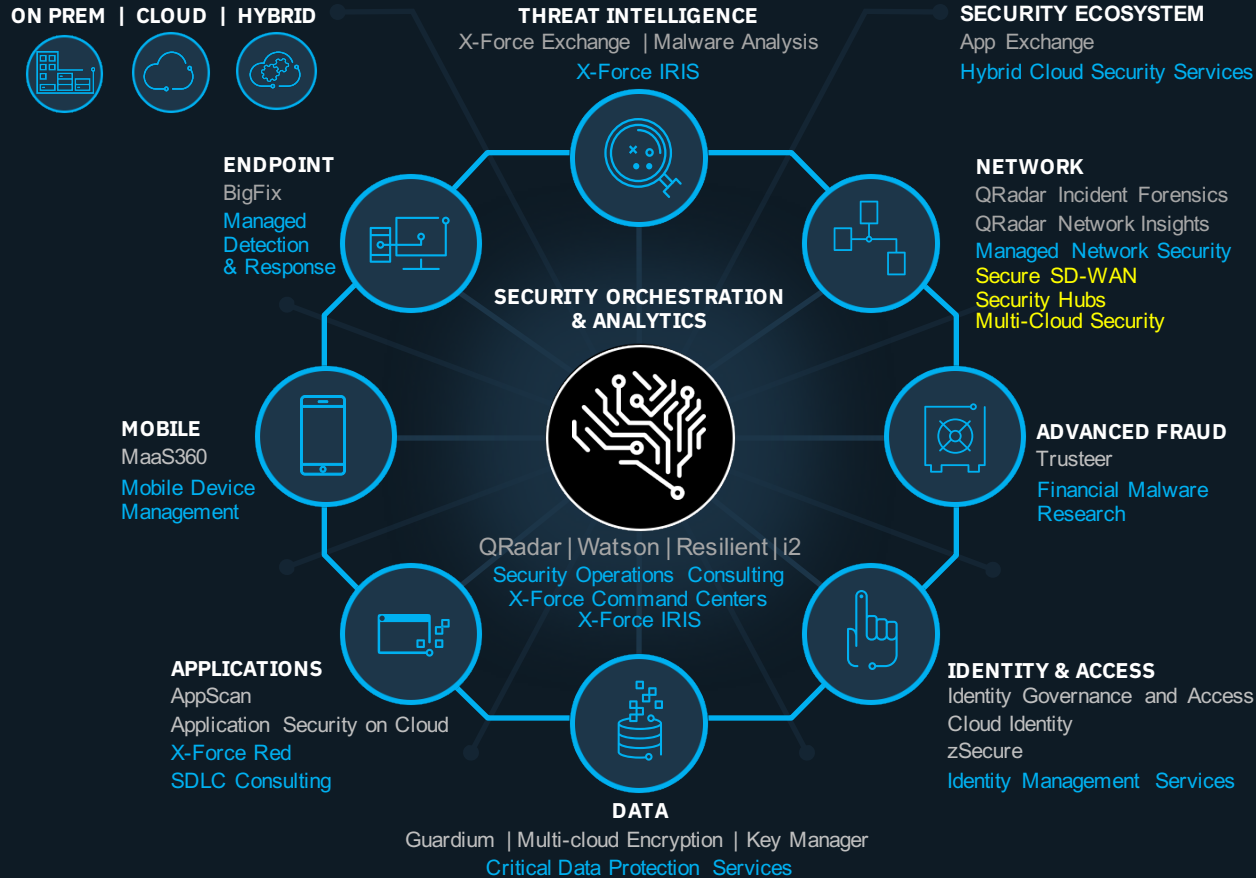 ON PREM | CLOUD | HYBRID
THREAT INTELLIGENCE
X-Force Exchange | Malware Analysis
X-Force IRIS
SECURITY ECOSYSTEM
App Exchange
Hybrid Cloud Security Services
ENDPOINT
BigFix
Managed
Detection
& Response
NETWORK
QRadar Incident Forensics
QRadar Network Insights
Managed Network Security
Secure SD-WAN
Security Hubs
Multi-Cloud Security
SECURITY ORCHESTRATION
& ANALYTICS
QRadar | Watson | Resilient | i2
Security Operations Consulting
X-Force Command Centers
X-Force IRIS
MOBILE
MaaS360
Mobile Device
Management
ADVANCED FRAUD
Trusteer
Financial Malware
Research
APPLICATIONS
AppScan
Application Security on Cloud
X-Force Red
SDLC Consulting
IDENTITY & ACCESS
Identity Governance and Access
Cloud Identity
zSecure
Identity Management Services
DATA
Guardium | Multi-cloud Encryption | Key Manager
Critical Data Protection Services